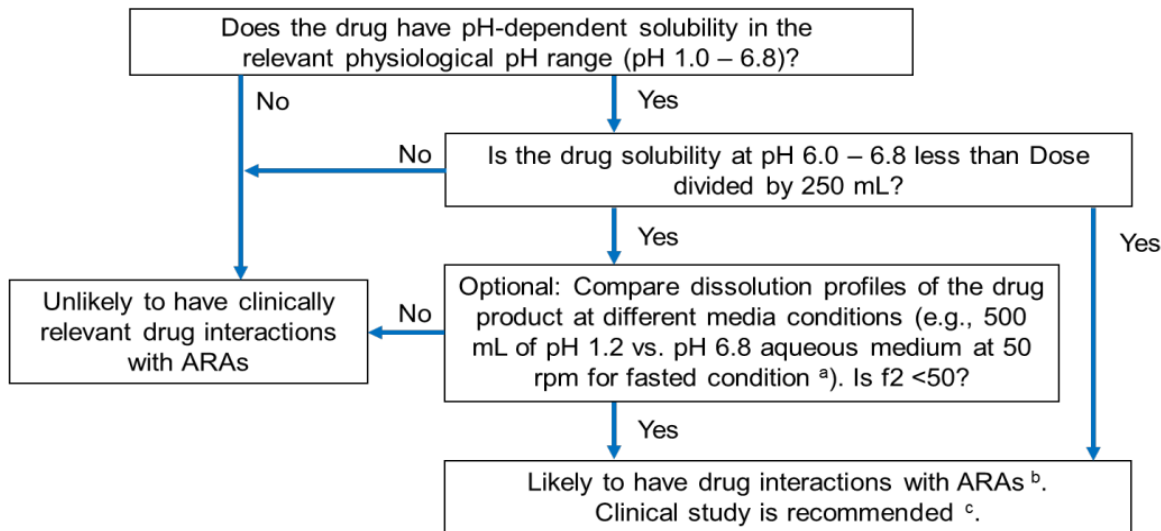 Does the drug have pH-dependent solubility in the
relevant physiological pH range (pH 1.0 – 6.8)?
No
Yes
No
Is the drug solubility at pH 6.0 – 6.8 less than Dose
divided by 250 mL?
Yes
Yes
Unlikely to have clinically
relevant drug interactions
with ARAs
No
Optional: Compare dissolution profiles of the drug
product at different media conditions (e.g., 500
mL of pH 1.2 vs. pH 6.8 aqueous medium at 50
rpm for fasted condition ᵃ). Is f2 <50?
Yes
Likely to have drug interactions with ARAs ᵇ.
Clinical study is recommended ᶜ.